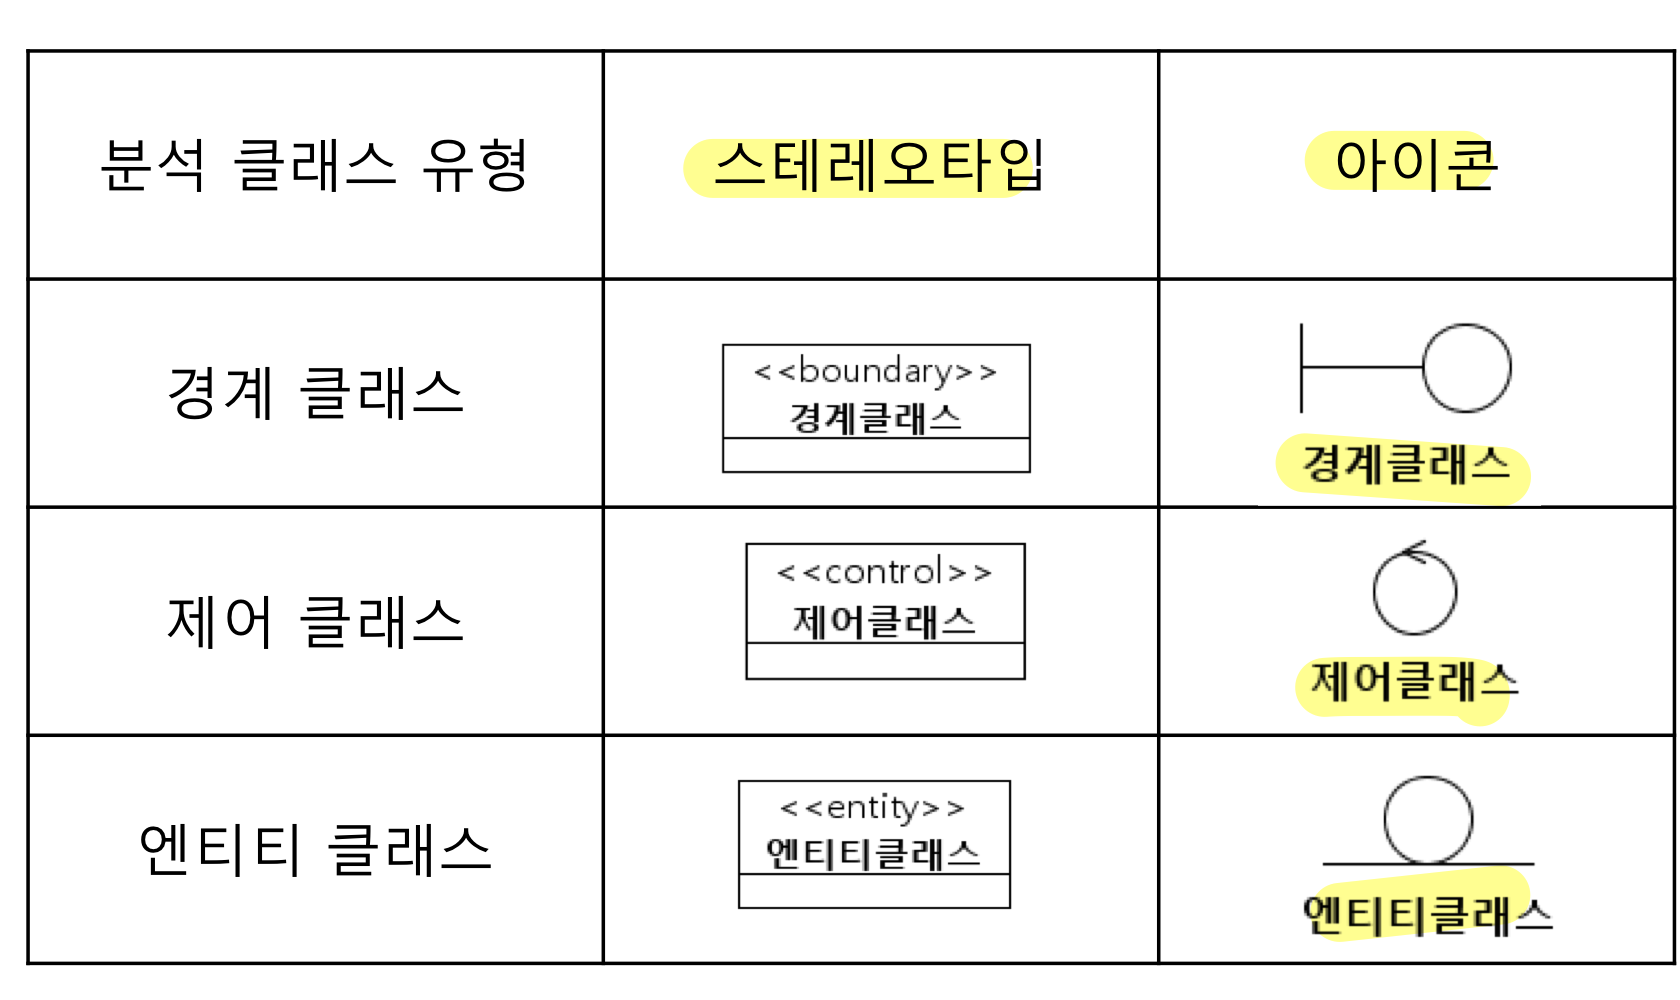 분석 클래스 유형
스테레오타입
아이콘
경계 클래스
<<boundary>>
경계클래스
경계클래스
제어 클래스
<<control>>
제어클래스
제어클래스
엔티티 클래스
<<entity>>
엔티티클래스
엔티티클래스